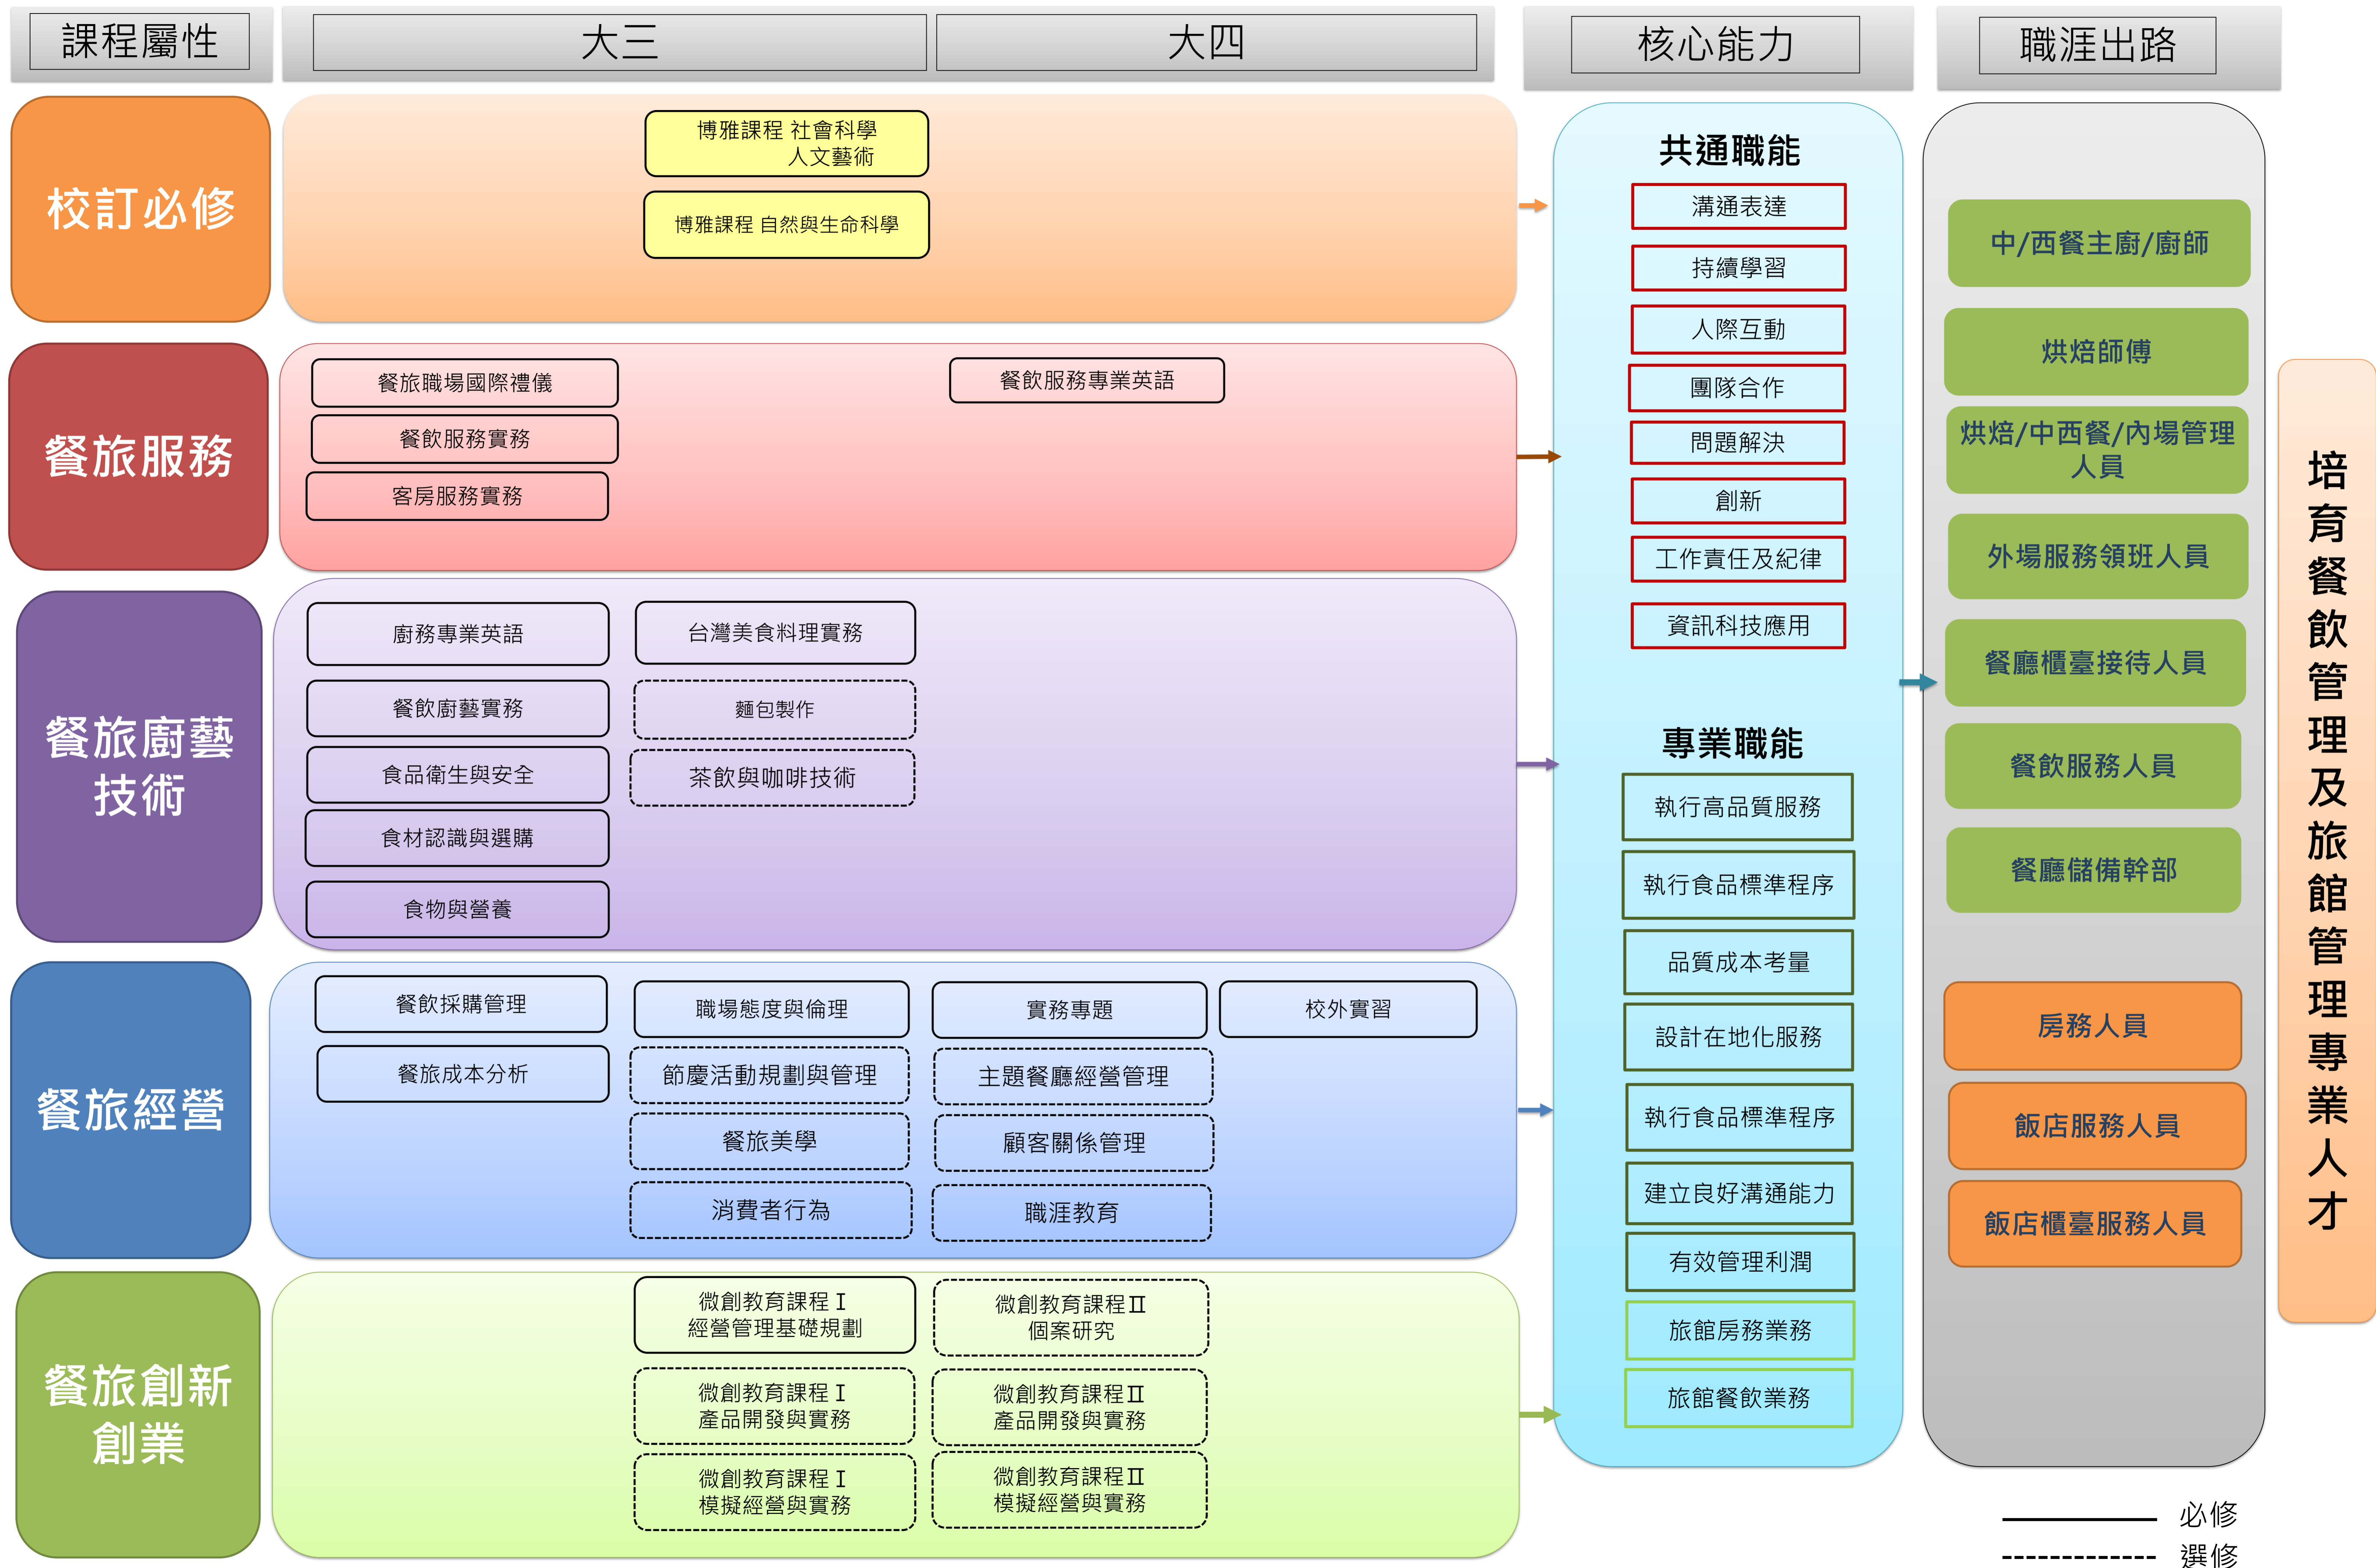 課程屬性
大三
大四
核心能力
職涯出路
校訂必修
博雅課程 社會科學
人文藝術
博雅課程 自然與生命科學
餐旅服務
餐旅職場國際禮儀
餐飲服務實務
客房服務實務
餐飲服務專業英語
餐旅廚藝
技術
廚務專業英語
餐飲廚藝實務
食品衛生與安全
食材認識與選購
食物與營養
台灣美食料理實務
麵包製作
茶飲與咖啡技術
餐旅經營
餐飲採購管理
餐旅成本分析
職場態度與倫理
節慶活動規劃與管理
餐旅美學
消費者行為
實務專題
主題餐廳經營管理
顧客關係管理
職涯教育
校外實習
餐旅創新
創業
微創教育課程Ⅰ
經營管理基礎規劃
微創教育課程Ⅰ
產品開發與實務
微創教育課程Ⅰ
模擬經營與實務
微創教育課程Ⅱ
個案研究
微創教育課程Ⅱ
產品開發與實務
微創教育課程Ⅱ
模擬經營與實務
共通職能
溝通表達
持續學習
人際互動
團隊合作
問題解決
創新
工作責任及紀律
資訊科技應用
專業職能
執行高品質服務
執行食品標準程序
品質成本考量
設計在地化服務
執行食品標準程序
建立良好溝通能力
有效管理利潤
旅館房務業務
旅館餐飲業務
中/西餐主廚/廚師
烘焙師傅
烘焙/中西餐/內場管理
人員
外場服務領班人員
餐廳櫃臺接待人員
餐飲服務人員
餐廳儲備幹部
房務人員
飯店服務人員
飯店櫃臺服務人員
培育餐飲管理及旅館管理專業人才
必修
選修